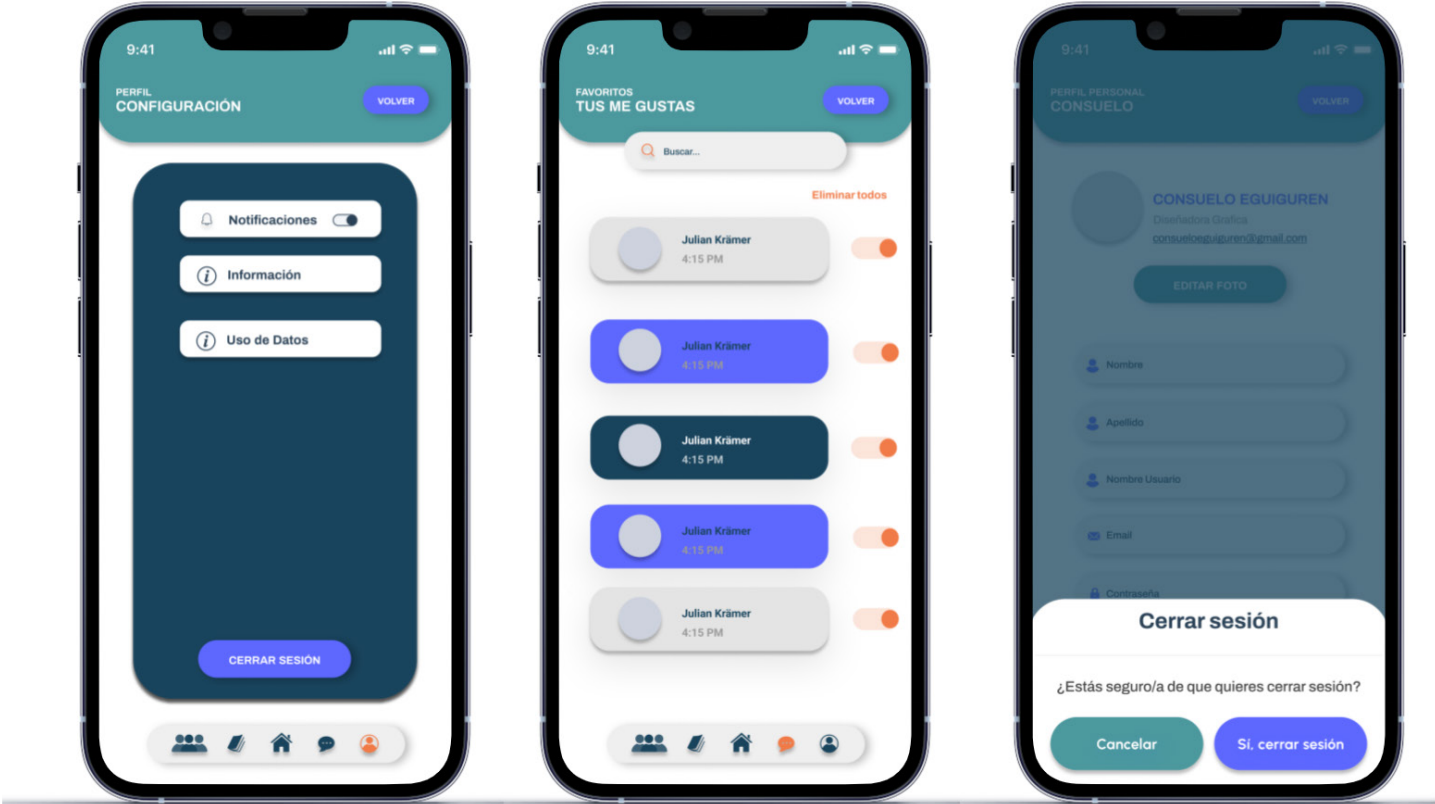 9:41
PERFIL
CONFIGURACIÓN
VOLVER
Notificaciones
Información
Uso de Datos
CERRAR SESIÓN
9:41
FAVORITOS
TUS ME GUSTAS
VOLVER
Buscar...
Eliminar todos
Julian Krämer
4:15 PM
Julian Krämer
4:15 PM
Julian Krämer
4:15 PM
Julian Krämer
4:15 PM
Julian Krämer
4:15 PM
9:41
PERFIL PERSONAL
CONSUELO
VOLVER
CONSUELO EGUIGUREN
Diseñadora Grafica
consueloeguiguren@gmail.com
EDITAR FOTO
Nombre
Apellido
Nombre Usuario
Email
Contraseña
Cerrar sesión
¿Estás seguro/a de que quieres cerrar sesión?
Cancelar
Sí, cerrar sesión